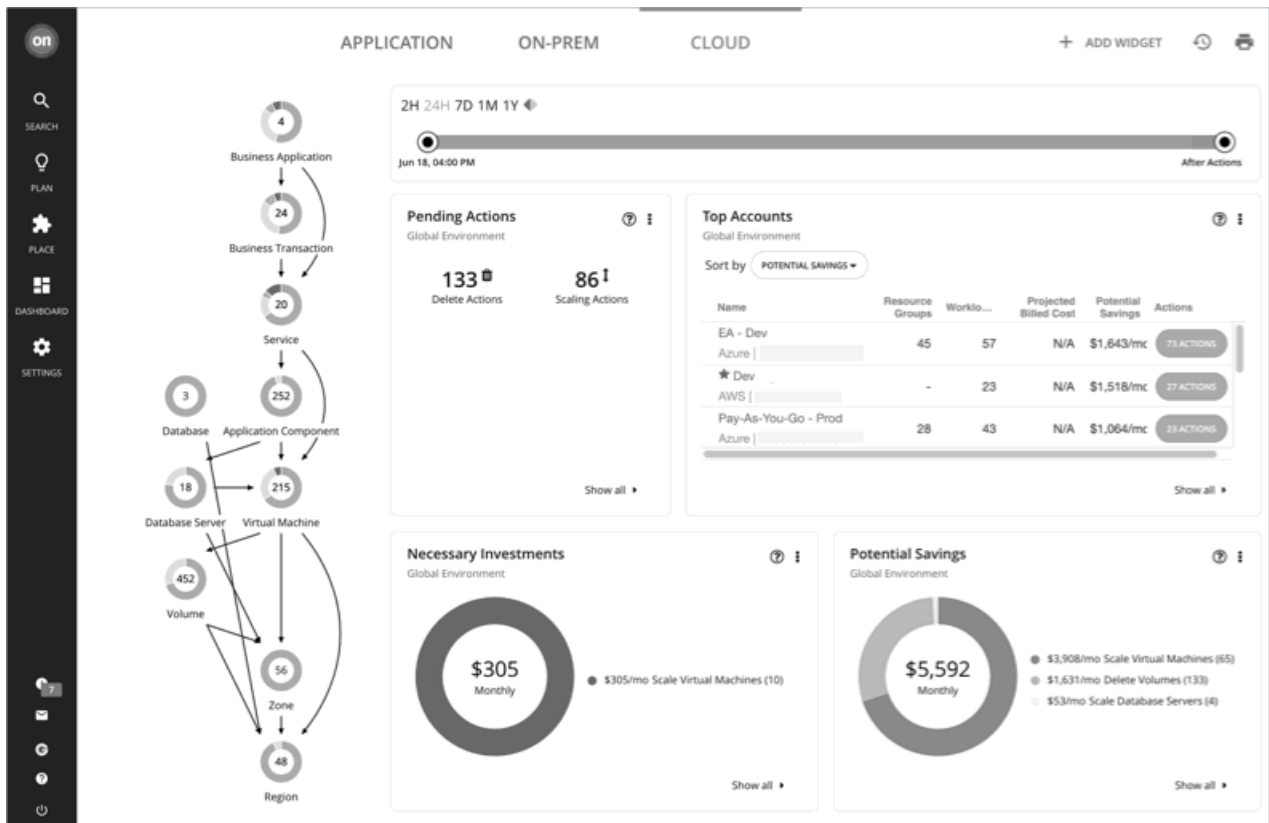 on
SEARCH
PLAN
PLACE
DASHBOARD
SETTINGS
7
APPLICATION ON-PREM CLOUD
+ ADD WIDGET
4
Business Application
24
Business Transaction
20
Service
3
Database
252
Application Component
18
Database Server
215
Virtual Machine
452
Volume
56
Zone
48
Region
2H 24H 7D 1M 1Y
Jun 18, 04:00 PM After Actions
Pending Actions
Global Environment
133
Delete Actions
86
Scaling Actions
Show all
Top Accounts
Global Environment
Sort by POTENTIAL SAVINGS
Name Resource Groups Worklo... Projected Billed Cost Potential Savings Actions
EA - Dev
Azure | 45 57 N/A $1,643/mc 73 ACTIONS
Dev
AWS | - 23 N/A $1,518/mc 27 ACTIONS
Pay-As-You-Go - Prod
Azure | 28 43 N/A $1,064/mc 23 ACTIONS
Show all
Necessary Investments
Global Environment
$305
Monthly
$305/mo Scale Virtual Machines (10)
Show all
Potential Savings
Global Environment
$5,592
Monthly
$3,908/mo Scale Virtual Machines (65)
$1,631/mo Delete Volumes (133)
$53/mo Scale Database Servers (4)
Show all